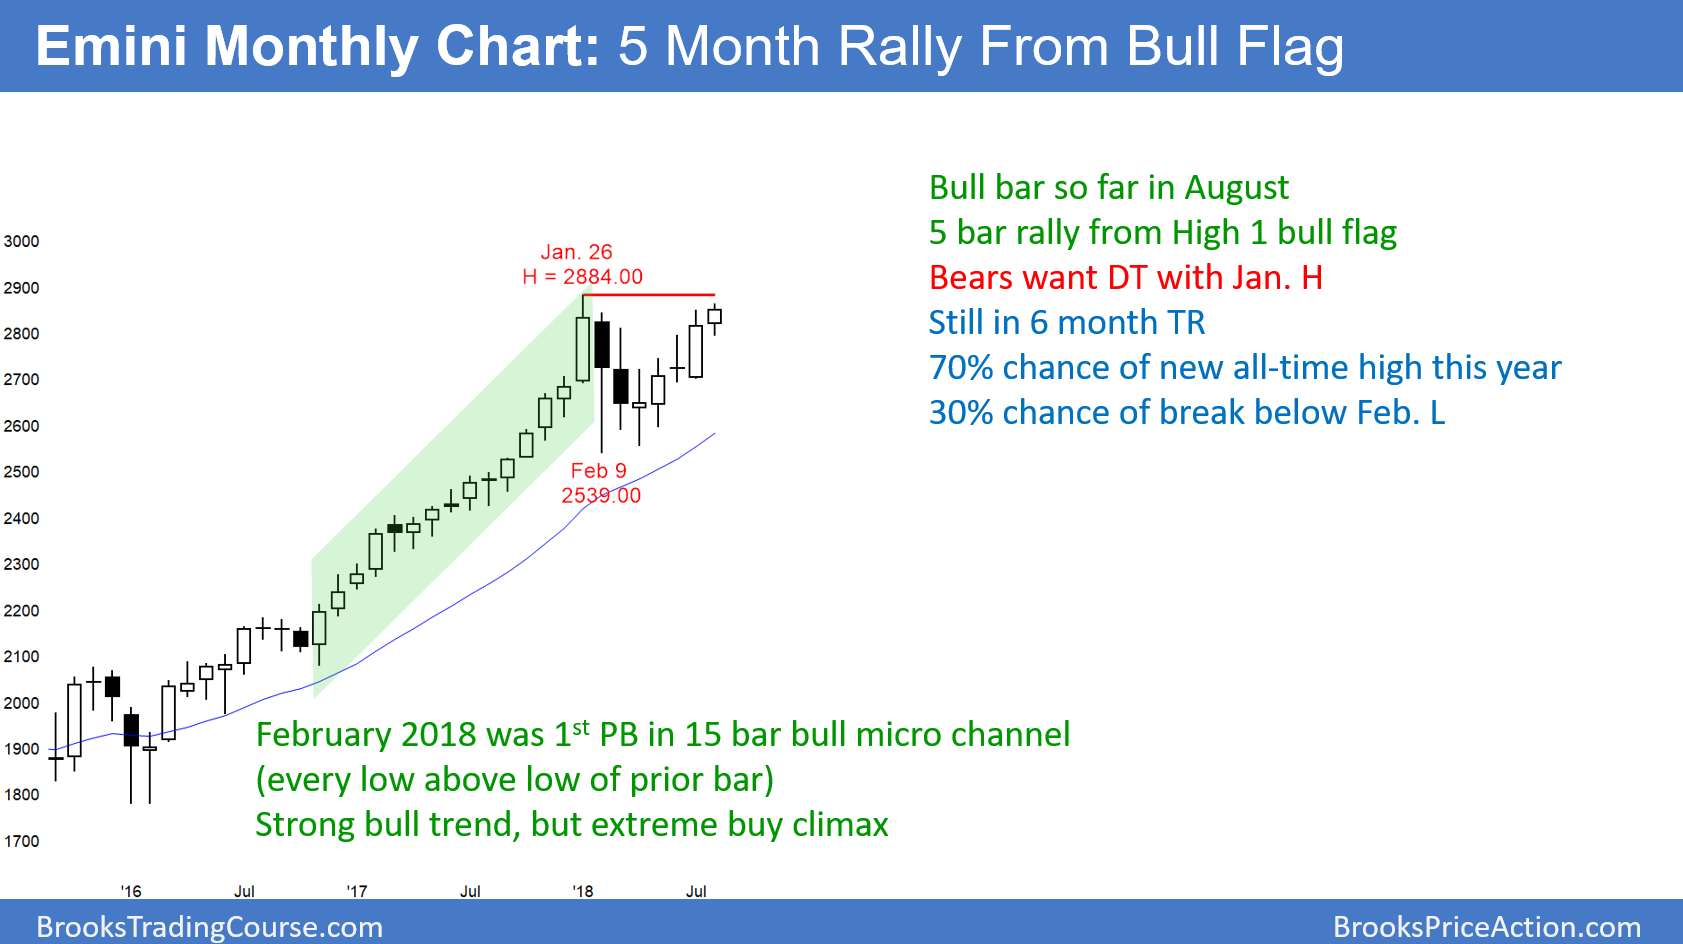 Emini Monthly Chart: 5 Month Rally From Bull Flag
Bull bar so far in August
5 bar rally from High 1 bull flag
Bears want DT with Jan. H
Still in 6 month TR
70% chance of new all-time high this year
30% chance of break below Feb. L
3000
2900
2800
2700
2600
2500
2400
2300
2200
2100
2000
1900
1800
1700
Jan. 26
H = 2884.00
Feb 9
2539.00
February 2018 was 1st PB in 15 bar bull micro channel
(every low above low of prior bar)
Strong bull trend, but extreme buy climax
'16 Jul '17 Jul '18 Jul
BrooksTradingCourse.com
BrooksPriceAction.com